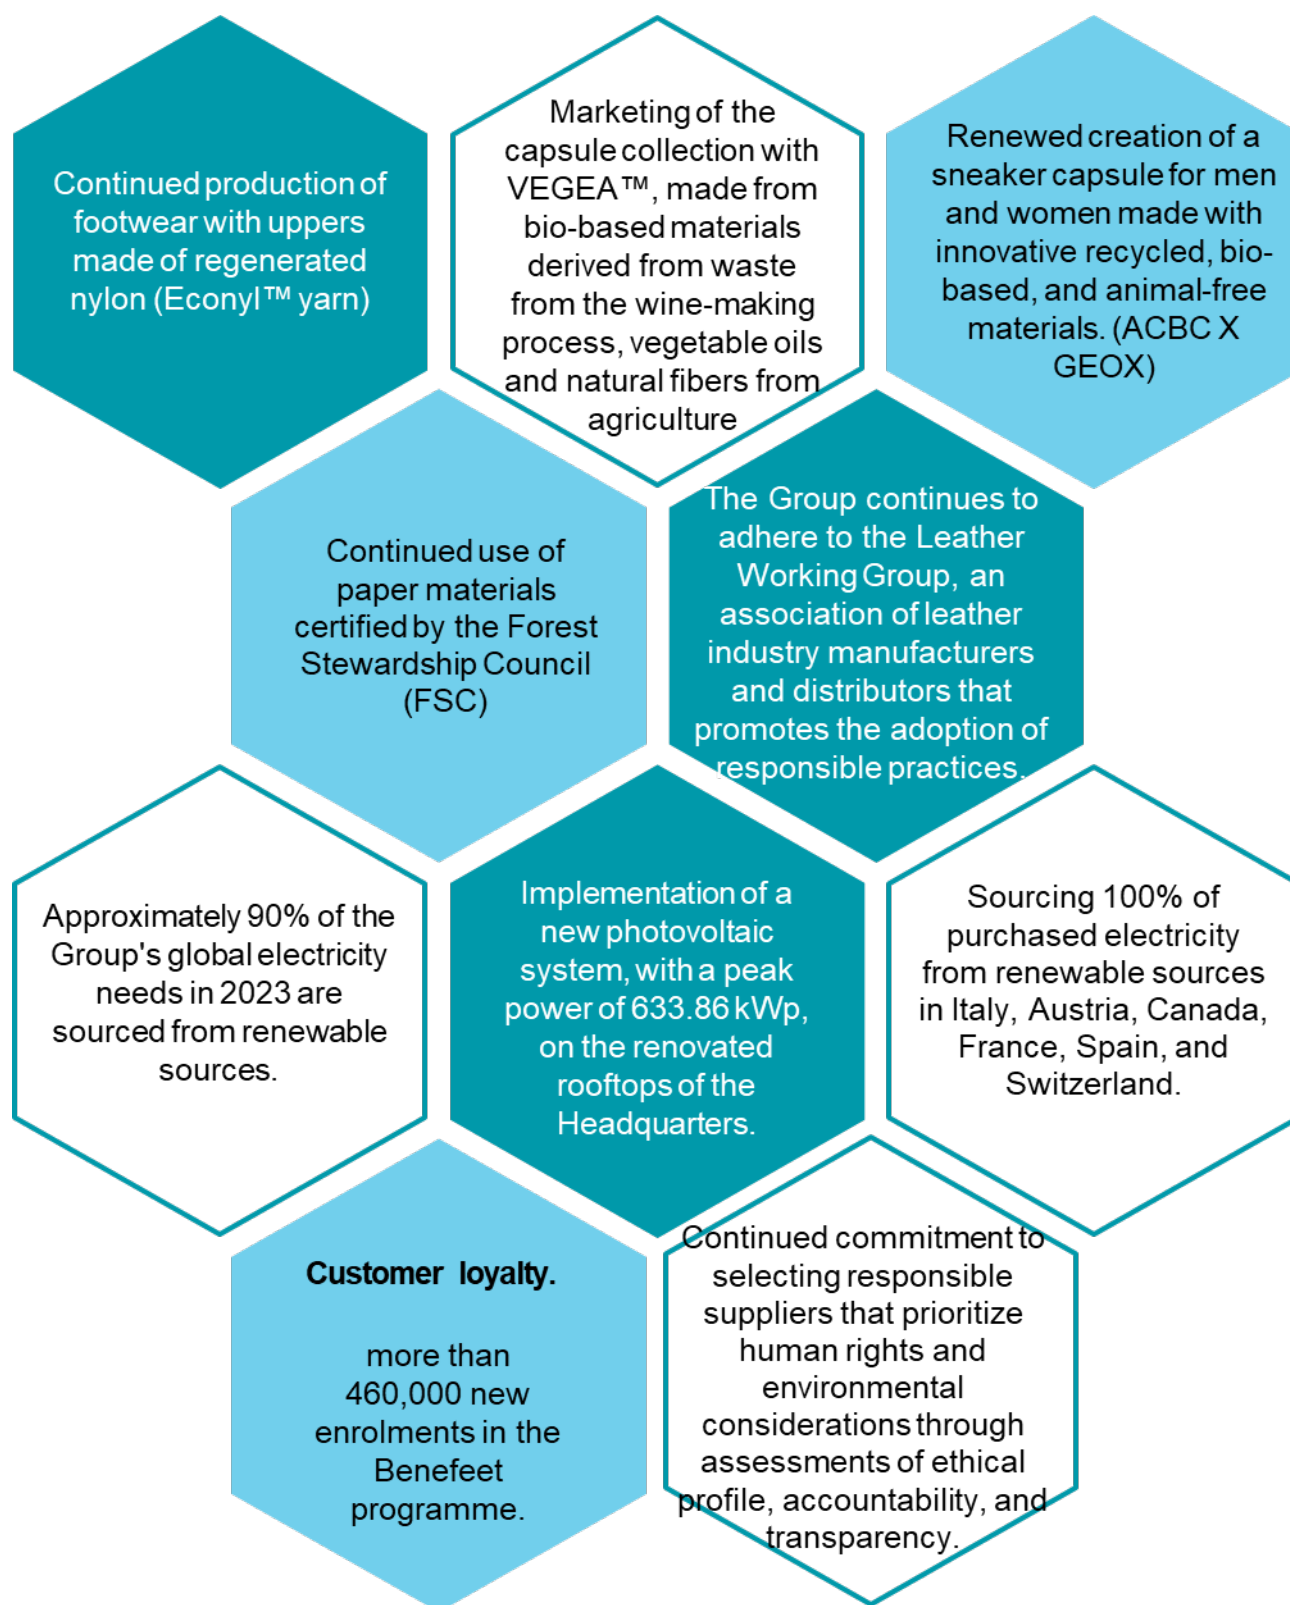 Continued production of
footwear with uppers
made of regenerated
nylon (Econyl™ yarn)
Marketing of the
capsule collection with
VEGEA™, made from
bio-based materials
derived from waste
from the wine-making
process, vegetable oils
and natural fibers from
agriculture
Renewed creation of a
sneaker capsule for men
and women made with
innovative recycled, bio-
based, and animal-free
materials. (ACBC X
GEOX)
Continued use of
paper materials
certified by the Forest
Stewardship Council
(FSC)
The Group continues to
adhere to the Leather
Working Group, an
association of leather
industry manufacturers
and distributors that
promotes the adoption of
responsible practices.
Approximately 90% of the
Group's global electricity
needs in 2023 are
sourced from renewable
sources.
Implementation of a
new photovoltaic
system, with a peak
power of 633.86 kWp,
on the renovated
rooftops of the
Headquarters.
Sourcing 100% of
purchased electricity
from renewable sources
in Italy, Austria, Canada,
France, Spain, and
Switzerland.
Customer loyalty.
more than
460,000 new
enrolments in the
Benefeet
programme.
Continued commitment to
selecting responsible
suppliers that prioritize
human rights and
environmental
considerations through
assessments of ethical
profile, accountability, and
transparency.